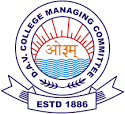 D.A.V. COLLEGE MANAGING COMMITTEE
ओ३म्
ESTD 1886